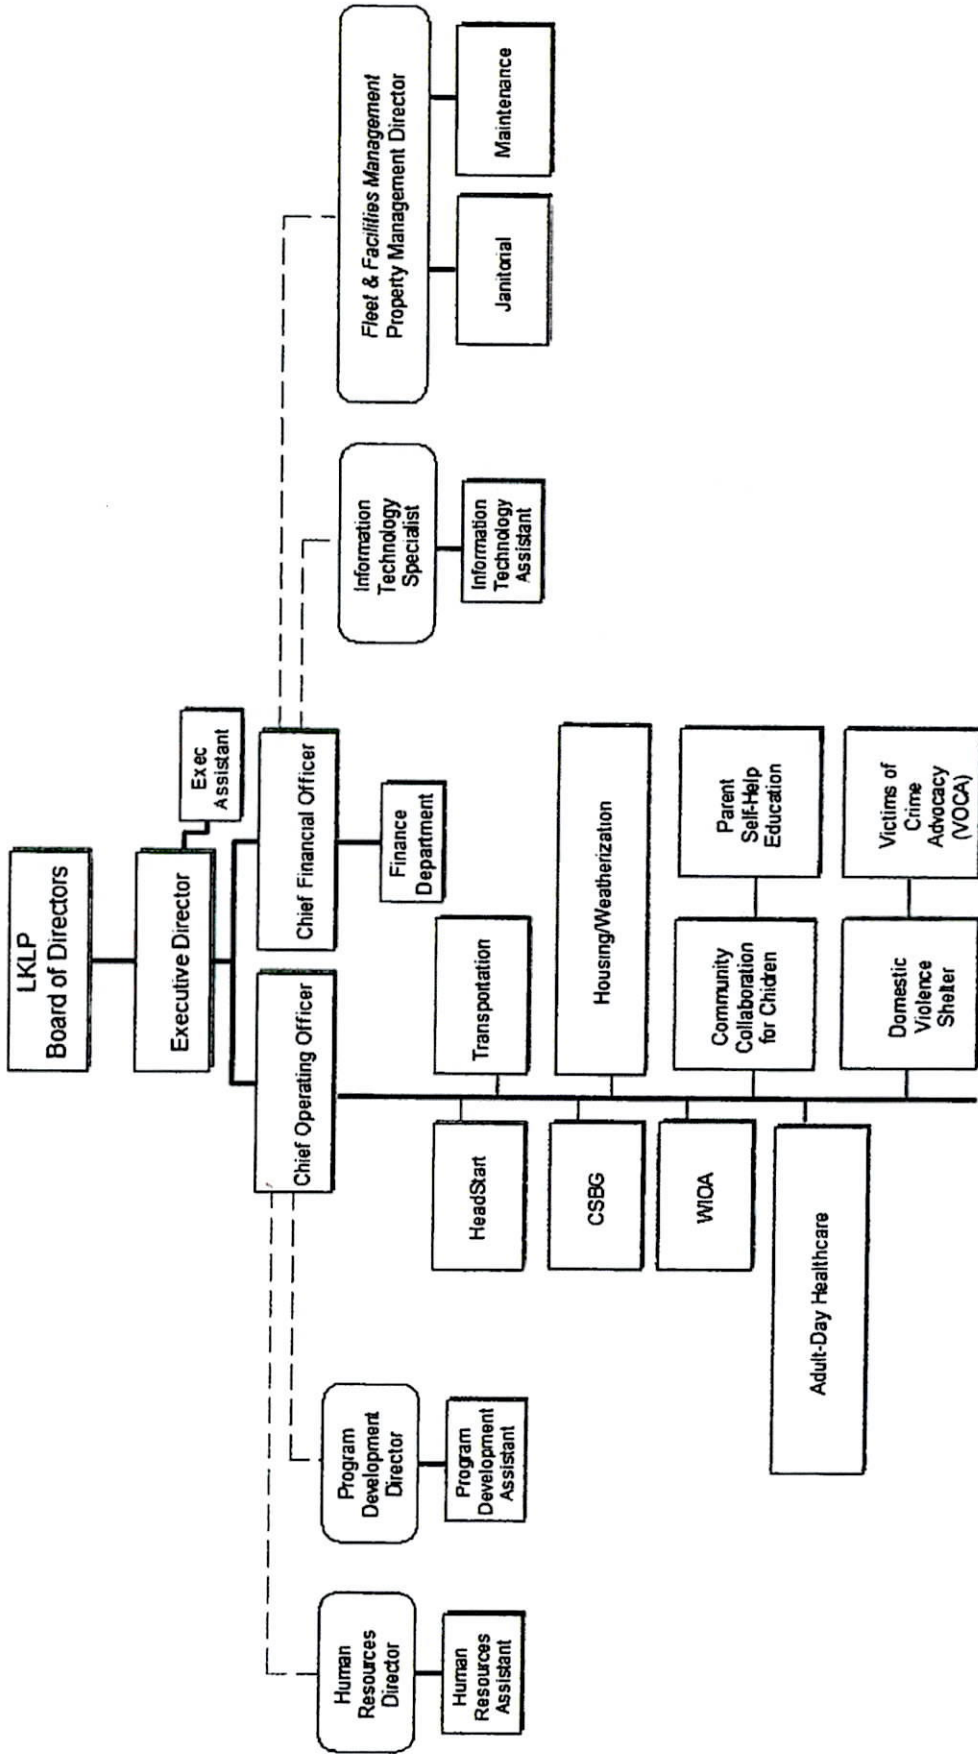 LKLP
Board of Directors
Executive Director
Exec
Assistant
Chief Operating Officer
Chief Financial Officer
Human
Resources
Director
Program
Development
Director
Information
Technology
Specialist
Fleet & Facilities Management
Property Management Director
Human
Resources
Assistant
Program
Development
Assistant
Finance
Department
Information
Technology
Assistant
Janitorial
Maintenance
HeadStart
Transportation
CSBG
Housing/Weatherization
WIOA
Community
Collaboration
for Chidren
Parent
Self-Help
Education
Adult-Day Healthcare
Domestic
Violence
Shelter
Victims of
Crime
Advocacy
(VOCA)